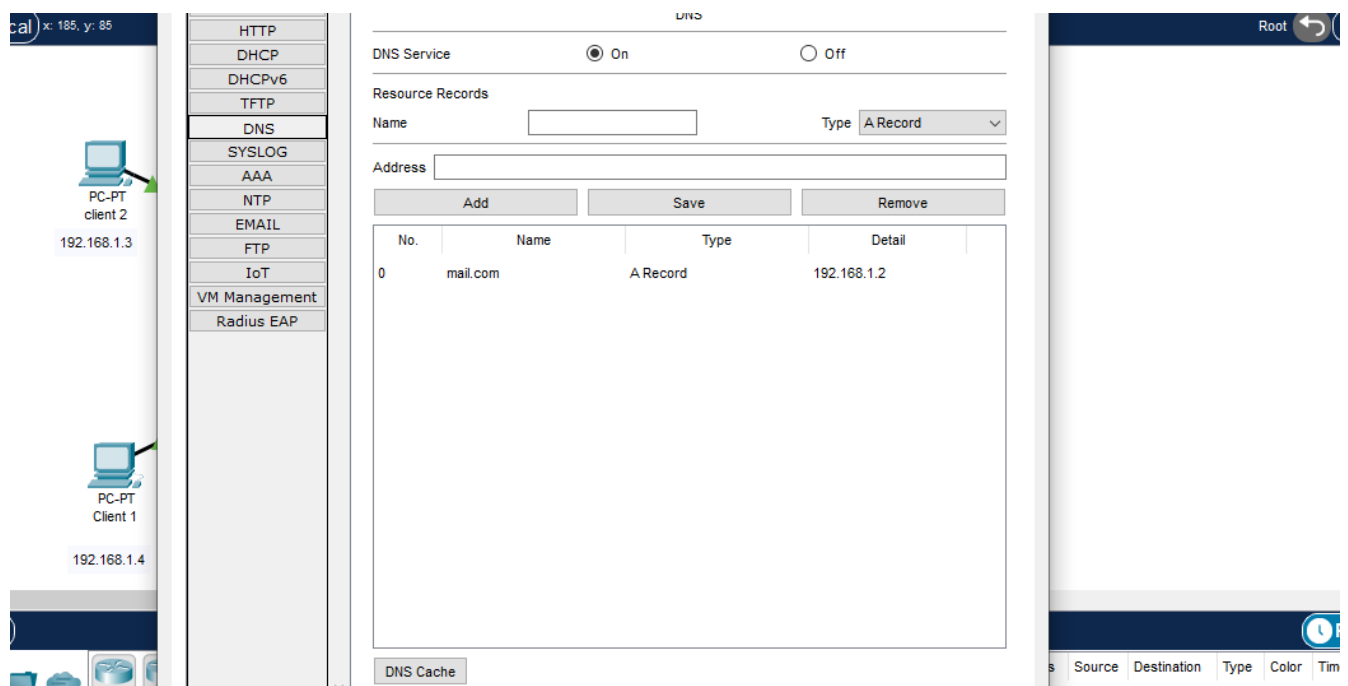 cal x: 185, y: 85
Root
HTTP
DHCP
DHCPv6
TFTP
DNS
SYSLOG
AAA
NTP
EMAIL
FTP
IoT
VM Management
Radius EAP
DNS
DNS Service On Off
Resource Records
Name Type A Record
Address
Add Save Remove
No. Name Type Detail
0 mail.com A Record 192.168.1.2
DNS Cache
PC-PT
client 2
192.168.1.3
PC-PT
Client 1
192.168.1.4
s Source Destination Type Color Tim